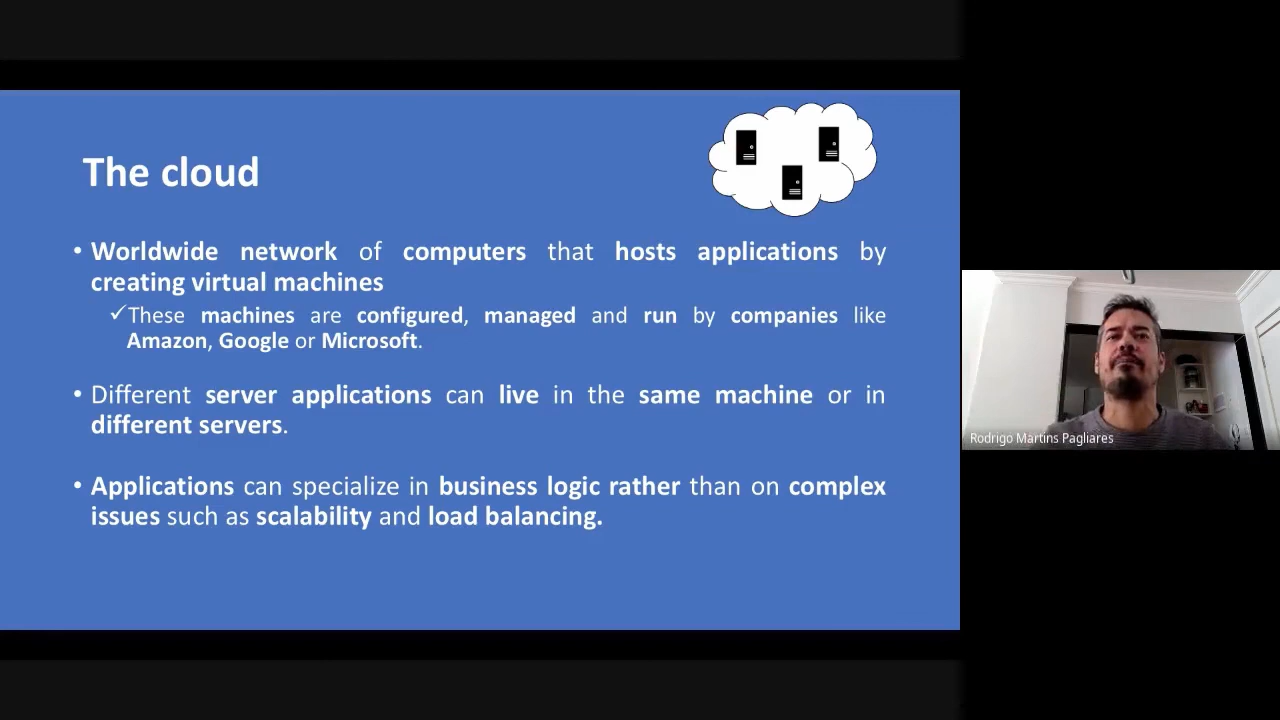 The cloud
• Worldwide network of computers that hosts applications by
creating virtual machines
✓These machines are configured, managed and run by companies like
Amazon, Google or Microsoft.
• Different server applications can live in the same machine or in
different servers.
• Applications can specialize in business logic rather than on complex
issues such as scalability and load balancing.
Rodrigo Martins Pagliares